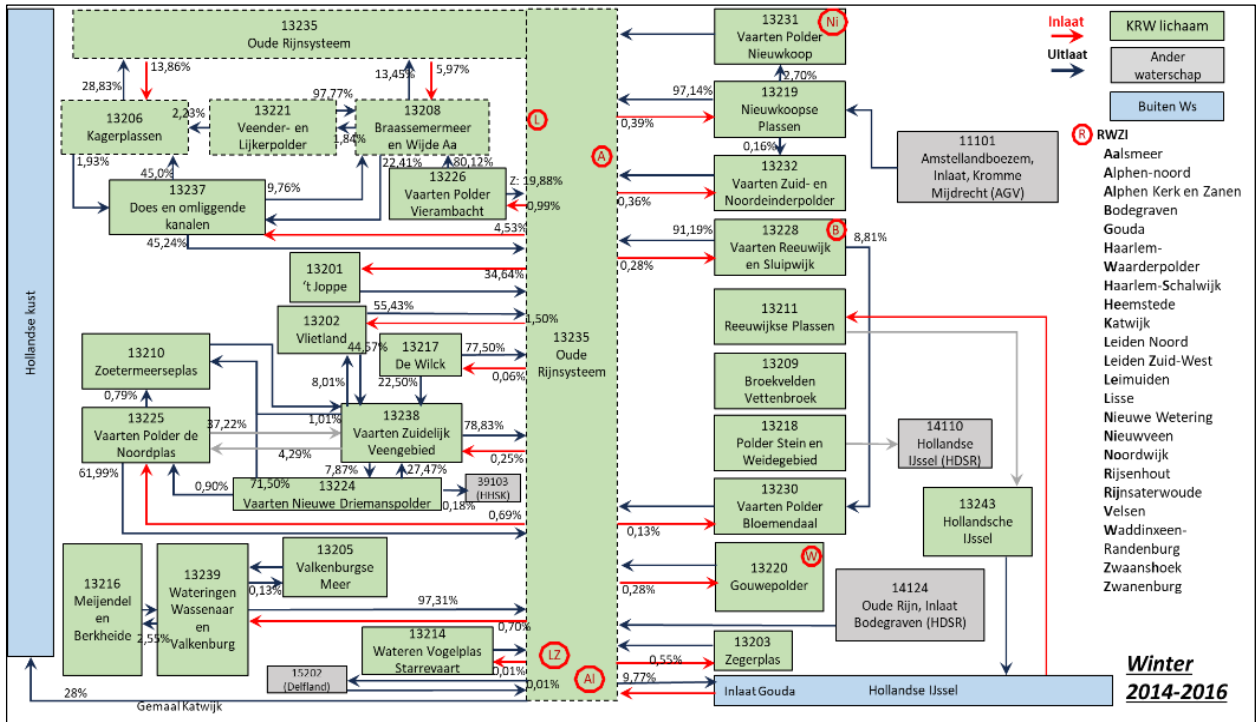 13235
Oude Rijnsysteem
13,86%
28,83%
13,45%
5,97%
13206
Kagerplassen
2,23%
13221
Veender- en
Lijkerpolder
97,77%
1,84%
13208
Braassemermeer
en Wijde Aa
1,93%
45,0%
22,41%
80,12%
13237
Does en omliggende
kanalen
9,76%
13226
Vaarten Polder
Vierambacht
Z: 19,88%
0,99%
4,53%
45,24%
13201
't Joppe
34,64%
13202
Vlietland
55,43%
1,50%
44,57%
13217
De Wilck
77,50%
0,06%
22,50%
13210
Zoetermeerseplas
8,01%
0,79%
1,01%
13225
Vaarten Polder de
Noordplas
37,22%
4,29%
13238
Vaarten Zuidelijk
Veengebied
78,83%
0,25%
61,99%
7,87%
27,47%
0,90%
71,50%
13224
Vaarten Nieuwe Driemanspolder
0,18%
39103
(HHSK)
0,69%
13216
Meijendel
en
Berkheide
2,55%
13239
Wateringen
Wassenaar
en
Valkenburg
13205
Valkenburgse
Meer
0,13%
97,31%
0,70%
13214
Wateren Vogelplas
Starrevaart
0,01%
15202
(Delfland)
0,01%
28%
Gemaal Katwijk
Hollandse kust
L
A
13235
Oude
Rijnsysteem
LZ
Al
13231
Vaarten Polder
Nieuwkoop
Ni
2,70%
97,14%
0,39%
13219
Nieuwkoopse
Plassen
0,16%
13232
Vaarten Zuid- en
Noordeinderpolder
0,36%
11101
Amstellandboezem,
Inlaat, Kromme
Mijdrecht (AGV)
91,19%
0,28%
13228
Vaarten Reeuwijk
en Sluipwijk
B
8,81%
13211
Reeuwijkse Plassen
13209
Broekvelden
Vettenbroek
13218
Polder Stein en
Weidegebied
14110
Hollandse
IJssel (HDSR)
13230
Vaarten Polder
Bloemendaal
0,13%
13243
Hollandsche
IJssel
13220
Gouwepolder
W
0,28%
14124
Oude Rijn, Inlaat
Bodegraven (HDSR)
13203
Zegerplas
0,55%
9,77%
Inlaat Gouda
Hollandse IJssel
Inlaat
Uitlaat
KRW lichaam
Ander
waterschap
Buiten Ws
R RWZI
Aalsmeer
Alphen-noord
Alphen Kerk en Zanen
Bodegraven
Gouda
Haarlem-
Waarderpolder
Haarlem-Schalwijk
Heemstede
Katwijk
Leiden Noord
Leiden Zuid-West
Leimuiden
Lisse
Nieuwe Wetering
Nieuwveen
Noordwijk
Rijsenhout
Rijnsaterwoude
Velsen
Waddinxeen-
Randenburg
Zwaanshoek
Zwanenburg
Winter
2014-2016